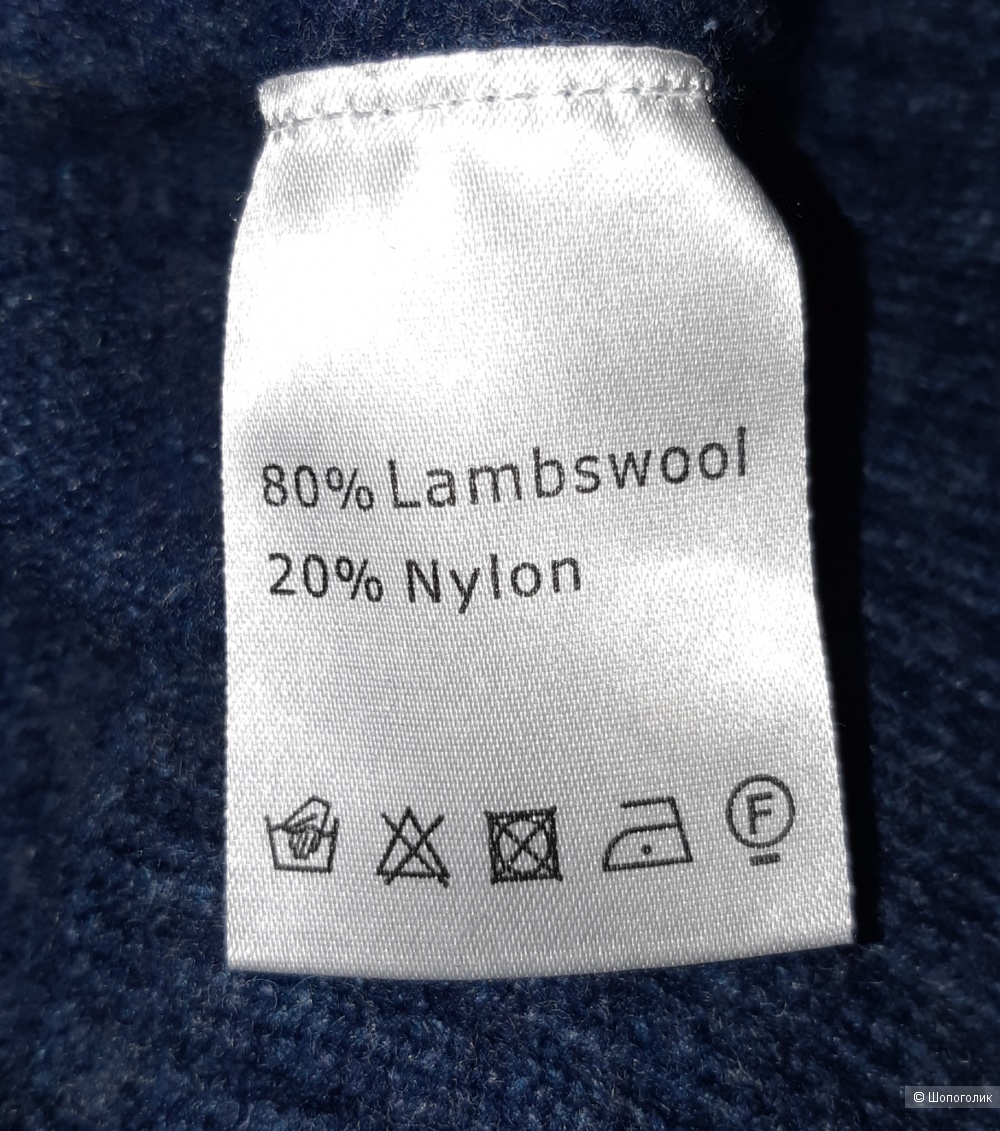 80% Lambswool
20% Nylon
F
© Шопоголик